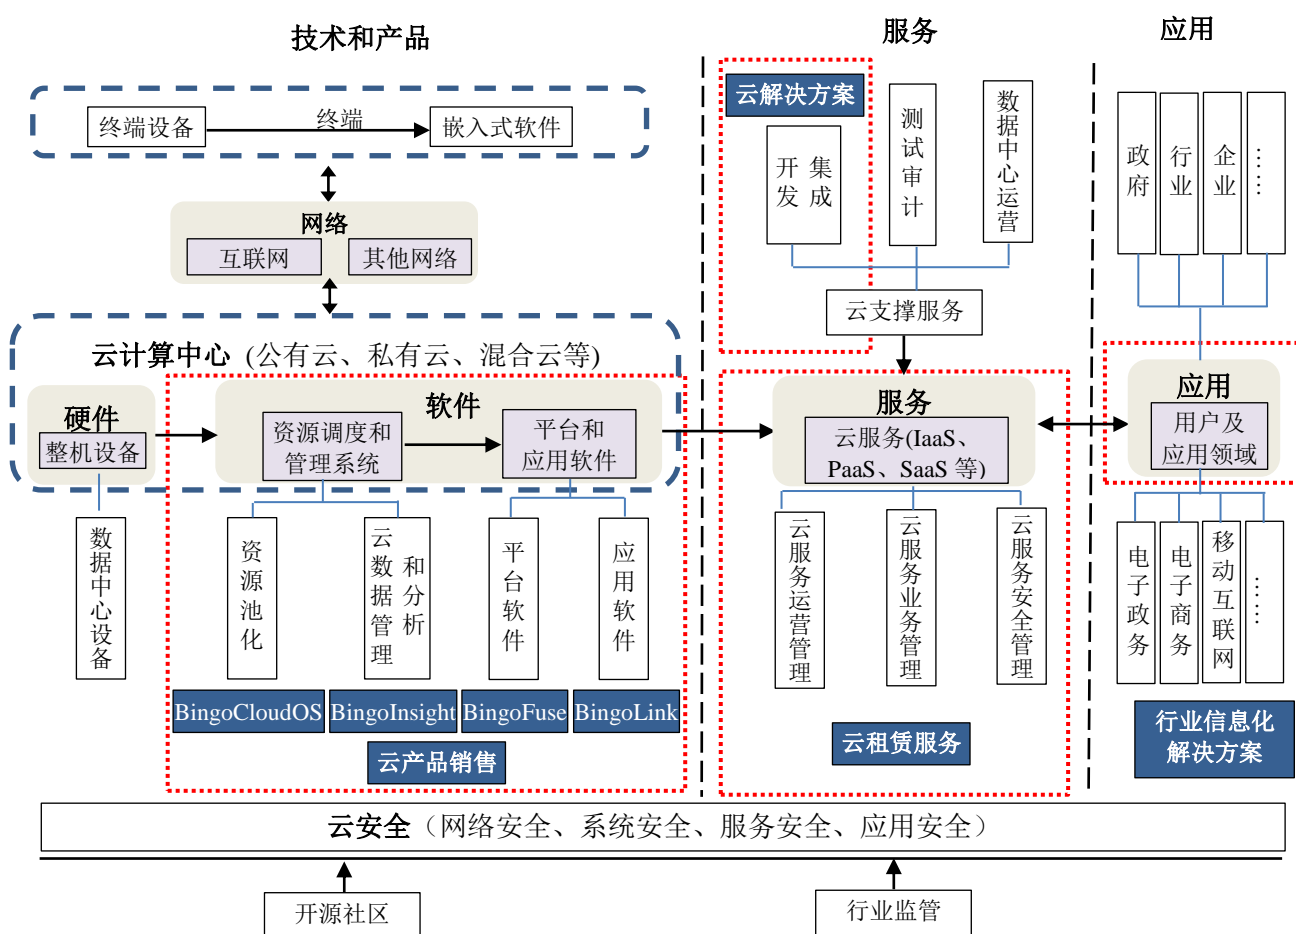 技术和产品
服务
应用
终端设备
终端
嵌入式软件
网络
互联网
其他网络
云计算中心 (公有云、私有云、混合云等)
硬件
整机设备
软件
资源调度和
管理系统
平台和
应用软件
数据中心设备
资源池化
云数据管理
和分析
平台软件
应用软件
BingoCloudOS
BingoInsight
BingoFuse
BingoLink
云产品销售
云解决方案
开发
集成
测试审计
数据中心运营
云支撑服务
服务
云服务(IaaS、
PaaS、SaaS 等)
云服务运营管理
云服务业务管理
云服务安全管理
云租赁服务
政府
行业
企业
……
应用
用户及
应用领域
电子政务
电子商务
移动互联网
……
行业信息化
解决方案
云安全（网络安全、系统安全、服务安全、应用安全）
开源社区
行业监管